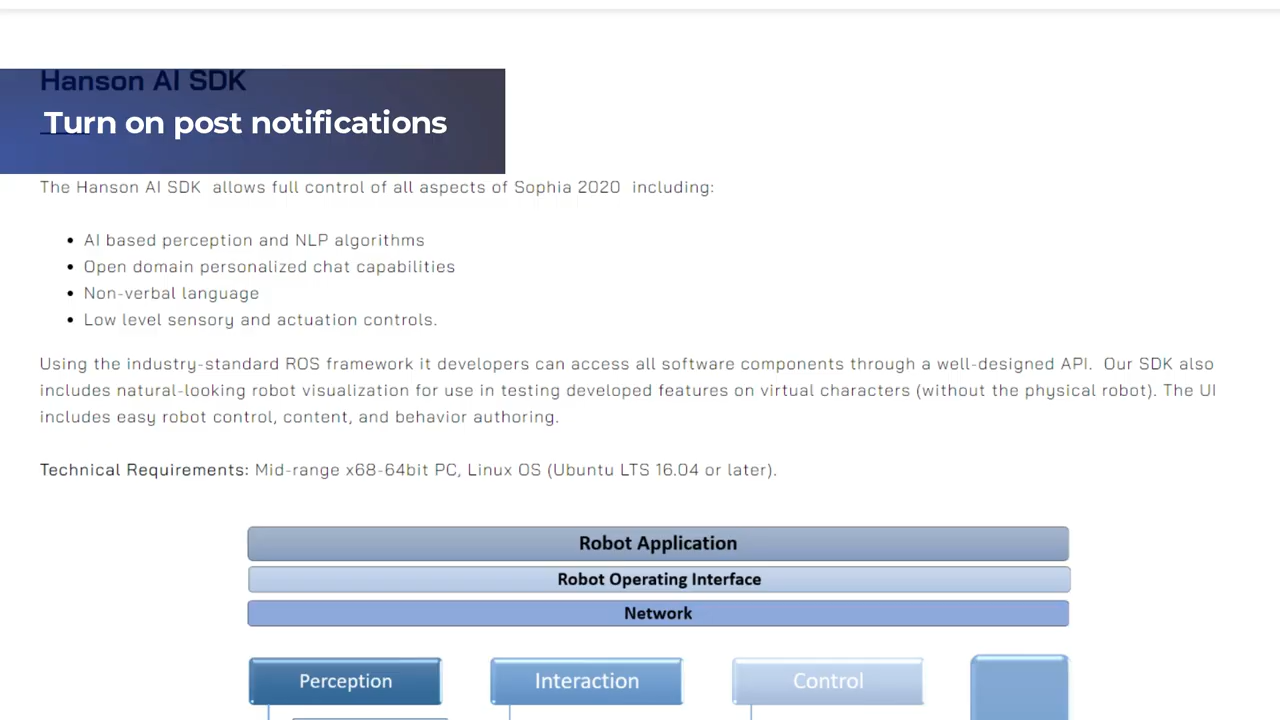 Hanson AI SDK
Turn on post notifications
The Hanson AI SDK allows full control of all aspects of Sophia 2020 including:
• AI based perception and NLP algorithms
• Open domain personalized chat capabilities
• Non-verbal language
• Low level sensory and actuation controls.
Using the industry-standard ROS framework it developers can access all software components through a well-designed API. Our SDK also
includes natural-looking robot visualization for use in testing developed features on virtual characters (without the physical robot). The UI
includes easy robot control, content, and behavior authoring.
Technical Requirements: Mid-range x68-64bit PC, Linux OS (Ubuntu LTS 16.04 or later).
Robot Application
Robot Operating Interface
Network
Perception
Interaction
Control